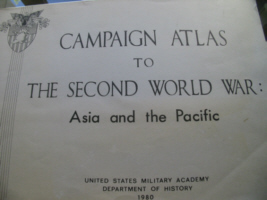 CAMPAIGN ATLAS
TO
THE SECOND WORLD WAR:
Asia and the Pacific
UNITED STATES MILITARY ACADEMY
DEPARTMENT OF HISTORY
1980